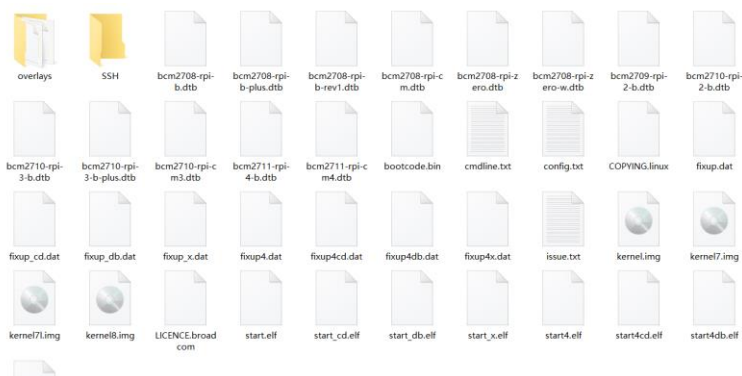 overlays
SSH
bcm2708-rpi-
b.dtb
bcm2708-rpi-
b-plus.dtb
bcm2708-rpi-
b-rev1.dtb
bcm2708-rpi-c
m.dtb
bcm2708-rpi-z
ero.dtb
bcm2708-rpi-z
ero-w.dtb
bcm2709-rpi-
2-b.dtb
bcm2710-rpi-
2-b.dtb
bcm2710-rpi-
3-b.dtb
bcm2710-rpi-
3-b-plus.dtb
bcm2710-rpi-c
m3.dtb
bcm2711-rpi-
4-b.dtb
bcm2711-rpi-c
m4.dtb
bootcode.bin
cmdline.txt
config.txt
COPYING.linux
fixup.dat
fixup_cd.dat
fixup_db.dat
fixup_x.dat
fixup4.dat
fixup4cd.dat
fixup4db.dat
fixup4x.dat
issue.txt
kernel.img
kernel7.img
kernel7l.img
kernel8.img
LICENCE.broad
com
start.elf
start_cd.elf
start_db.elf
start_x.elf
start4.elf
start4cd.elf
start4db.elf